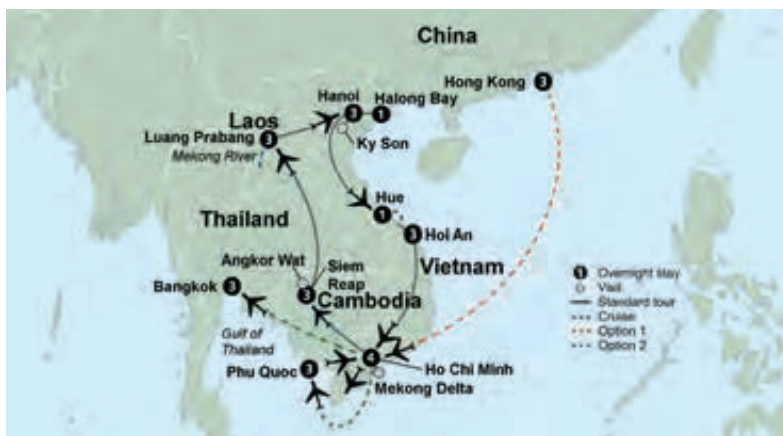 China
Hong Kong 3
Hanoi
3
1
Halong Bay
Laos
Luang Prabang 3
Mekong River
Ky Son
Hue
1
Thailand
3 Hoi An
Angkor Wat
Siem
Reap
Vietnam
Bangkok 3
3
Cambodia
Gulf of
Thailand
Phu Quoc 3
4
Ho Chi Minh
Mekong Delta
1 Overnight stay
Visit
Standard tour
Cruise
Option 1
Option 2